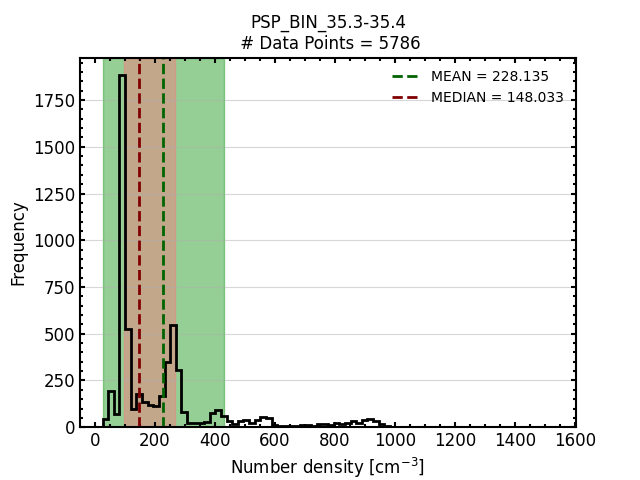 PSP_BIN_35.3-35.4
# Data Points = 5786
MEAN = 228.135
MEDIAN = 148.033
Frequency
1750
1500
1250
1000
750
500
250
0
0 200 400 600 800 1000 1200 1400 1600
Number density [cm⁻³]